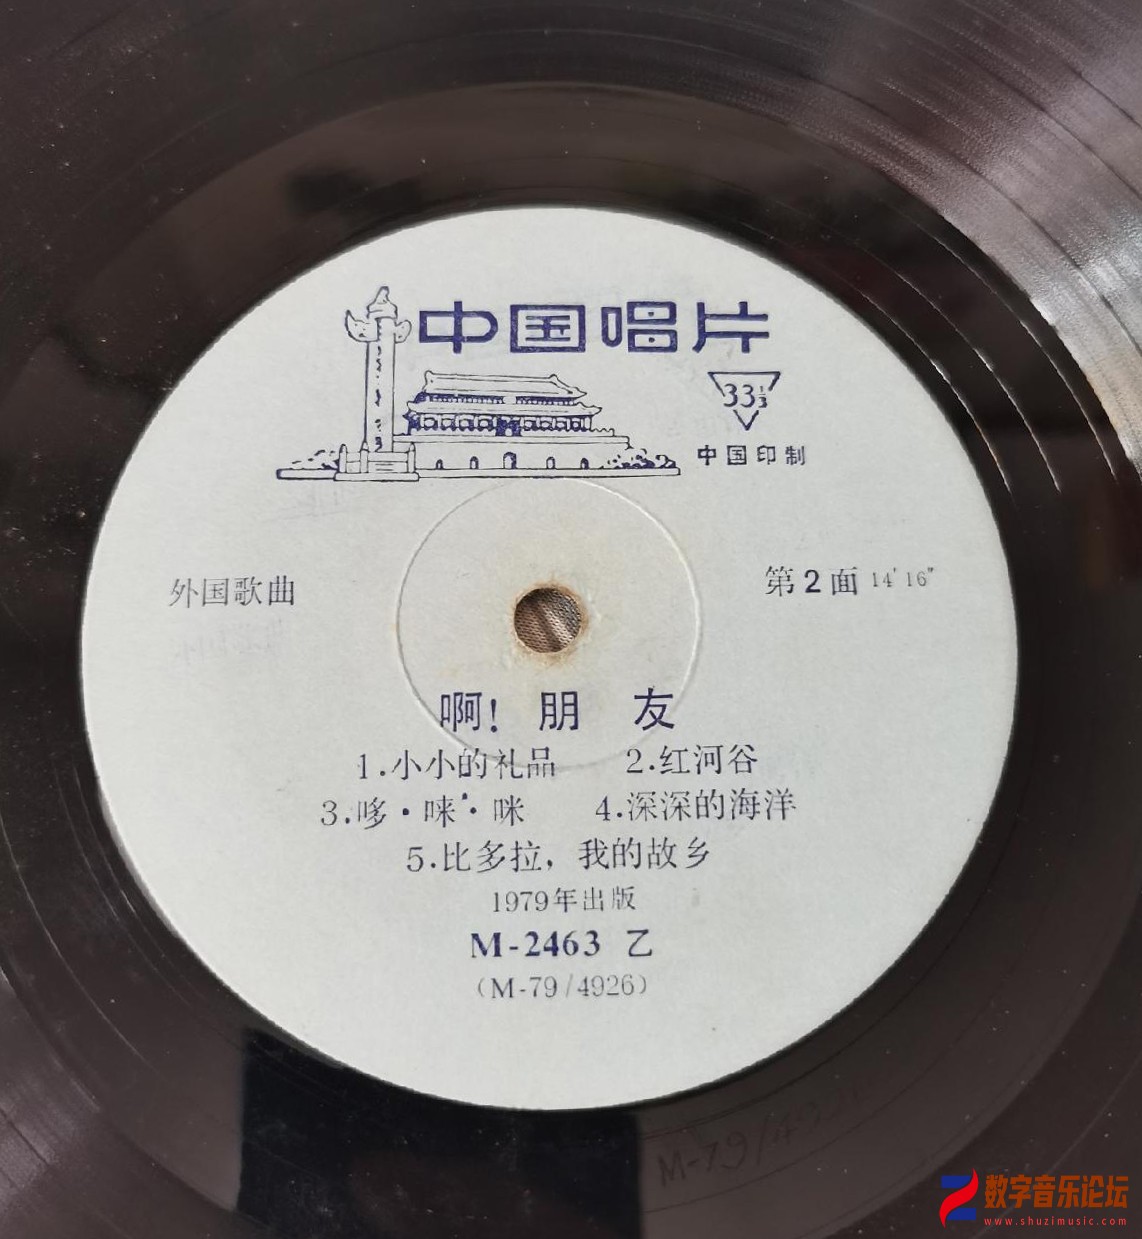 中国唱片
33 1/3
中国印制
外国歌曲
第2面 14′16″
啊！朋 友
1.小小的礼品 2.红河谷
3.哆·唻·咪 4.深深的海洋
5.比多拉，我的故乡
1979年出版
M-2463 乙
(M-79/4926)
数字音乐论坛
www.shuzimusic.com